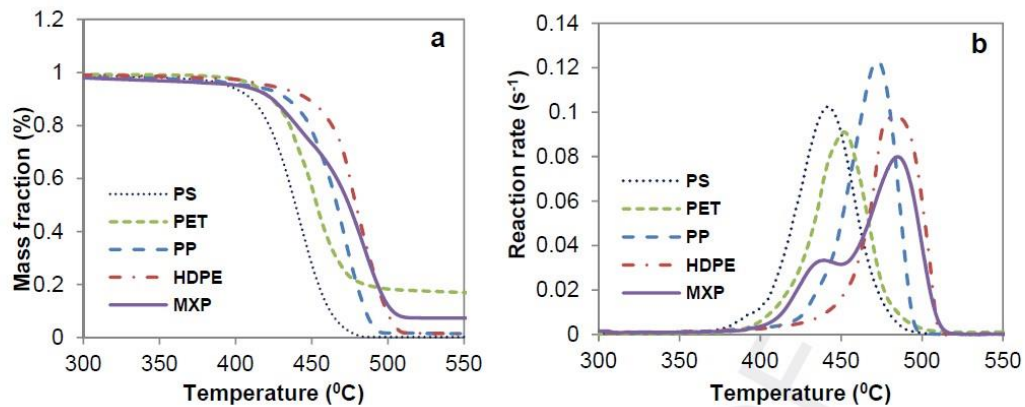 a
Mass fraction (%)
1.2
1
0.8
0.6
0.4
0.2
0
PS
PET
PP
HDPE
MXP
300
350
400
450
500
550
Temperature (⁰C)
b
Reaction rate (s⁻¹)
0.14
0.12
0.1
0.08
0.06
0.04
0.02
0
PS
PET
PP
HDPE
MXP
300
350
400
450
500
550
Temperature (⁰C)